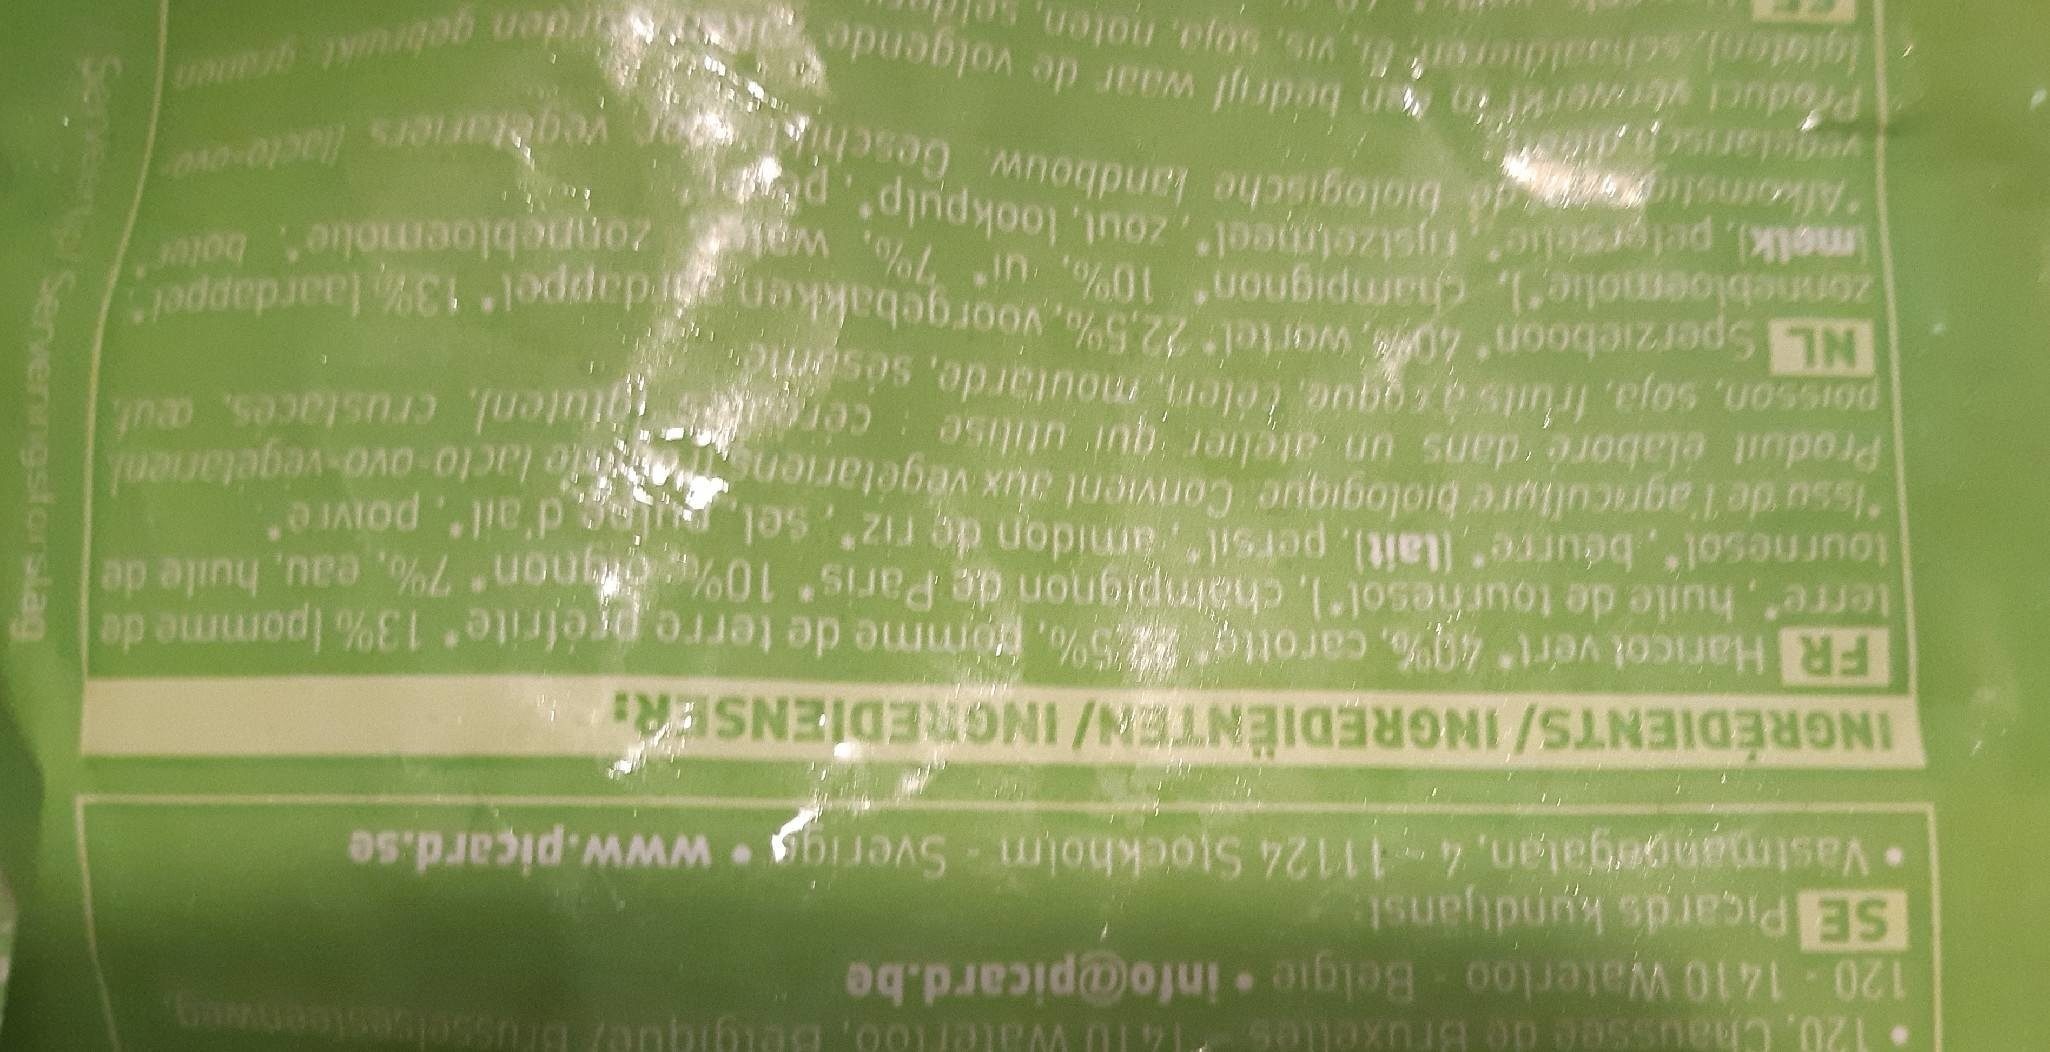 • 120, Chaussée de Bruxelles - 1410 Waterloo, Belgique/ Brusselsesteenweg,
120 - 1410 Waterloo - België • info@picard.be
SE Picards kundtjänst
• Västmannagatan, 4 - 11124 Stockholm - Sverige • www.picard.se
INGRÉDIENTS/ INGREDIËNTEN/ INGREDIENSER:
FR Haricot vert* 40%, carotte* 22,5%, pomme de terre préfrite* 13% (pomme de
terre*, huile de tournesol*), champignon de Paris* 10%, oignon* 7%, eau, huile de
tournesol*, beurre* (lait), persil*, amidon de riz*, sel, pulpe d'ail*, poivre*.
*Issu de l'agriculture biologique. Convient aux végétariens lacto-ovo-végétarien)
Produit élaboré dans un atelier qui utilise : céréales (gluten), crustacés, œuf,
poisson, soja, fruits à coque, céleri, moutarde, sésame.
NL Sperzieboon* 40%, wortel* 22,5%, voorgebakken aardappel* 13% (aardappel*,
zonnebloemolie*), champignon* 10%, ui* 7%, water, zonnebloemolie*, boter*
(melk), peterselie*, rijstzetmeel*, zout, lookpulp*, peper*.
*Afkomstig de biologische landbouw. Geschikt voor vegetariërs (lacto-ovo-
vegetarisch
Product verwerkt in een bedrijf waar de volgende worden gebruikt: granen
(gluten), schaaldieren, ei, vis, soja, noten, selderij,
Serveringsforslag